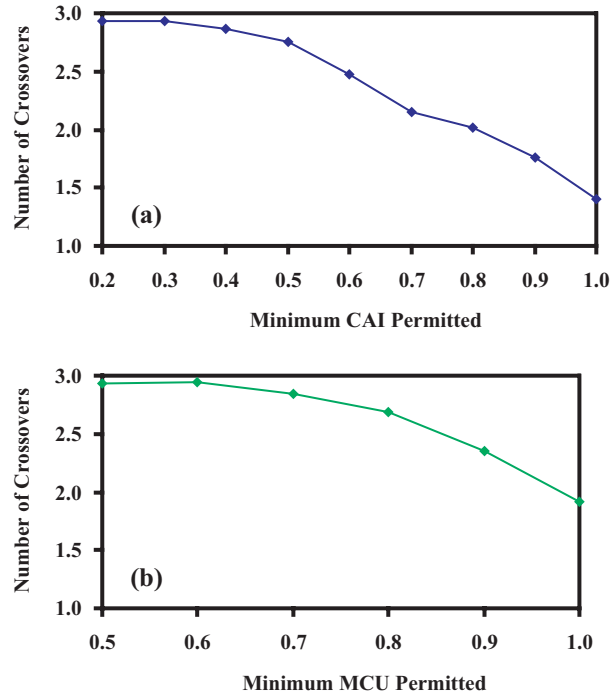 3.0
2.5
2.0
1.5
1.0
Number of Crossovers
(a)
0.2 0.3 0.4 0.5 0.6 0.7 0.8 0.9 1.0
Minimum CAI Permitted
3.0
2.5
2.0
1.5
1.0
Number of Crossovers
(b)
0.5 0.6 0.7 0.8 0.9 1.0
Minimum MCU Permitted